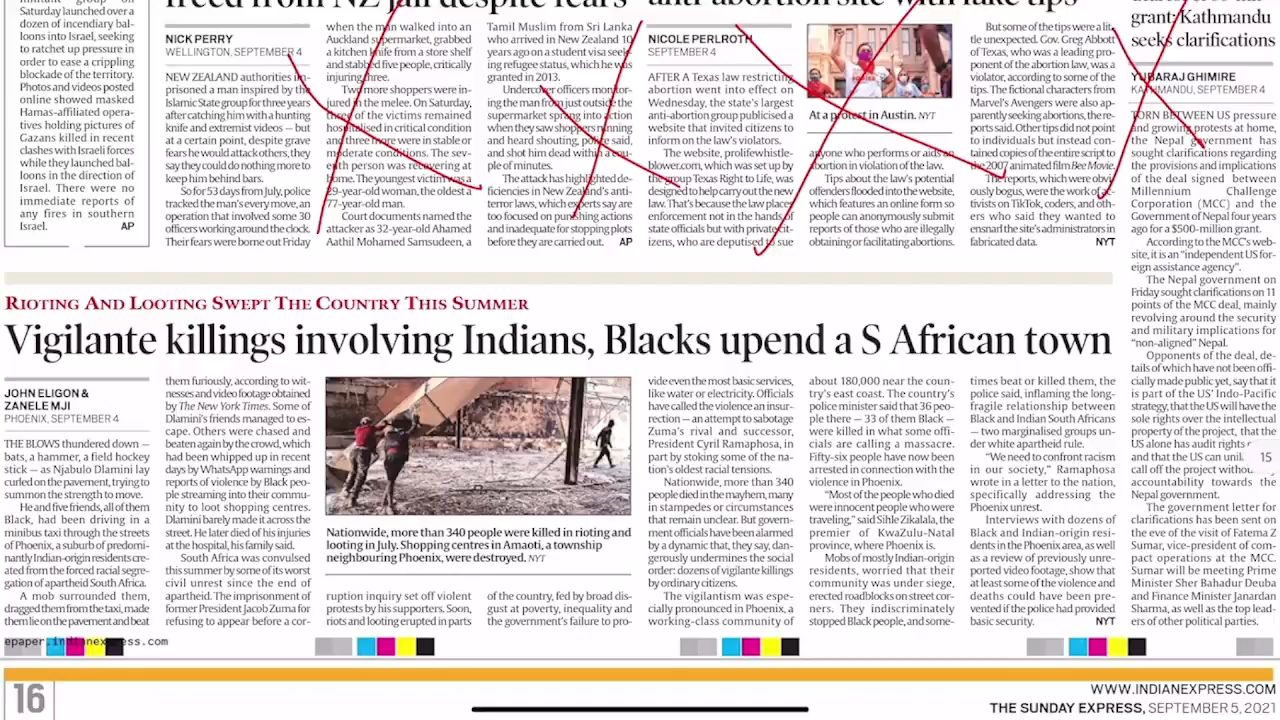 illiant group on
Saturday launched over a
dozen of incendiary bal-
loons into Israel, seeking
to ratchet up pressure in
order to ease a crippling
blockade of the territory.
Photos and videos posted
online showed masked
Hamas-affiliated opera-
tives holding pictures of
Gazans killed in recent
clashes with Israeli forces
while they launched bal-
loons in the direction of
Israel. There were no
immediate reports of
any fires in southern
Israel. AP
freed from NZ jail despite fears
NICK PERRY
WELLINGTON, SEPTEMBER 4
NEW ZEALAND authorities im-
prisoned a man inspired by the
Islamic State group for three years
after catching him with a hunting
knife and extremist videos — but
at a certain point, despite grave
fears he would attack others, they
say they could do nothing more to
keep him behind bars.
So for 53 days from July, police
tracked the man's every move, an
operation that involved some 30
officers working around the clock.
Their fears were borne out Friday
when the man walked into an
Auckland supermarket, grabbed
a kitchen knife from a store shelf
and stabbed five people, critically
injuring three.
Two more shoppers were in-
jured in the melee. On Saturday,
three of the victims remained
hospitalised in critical condition
and three more were in stable or
moderate conditions. The sev-
enth person was recovering at
home. The youngest victim was a
29-year-old woman, the oldest a
77-year-old man.
Court documents named the
attacker as 32-year-old Ahamed
Aathil Mohamed Samsudeen, a
Tamil Muslim from Sri Lanka
who arrived in New Zealand 10
years ago on a student visa seek-
ing refugee status, which he was
granted in 2013.
Undercover officers monitor-
ing the man from just outside the
supermarket spring into action
when they saw shoppers running
and heard shouting, police said,
and shot him dead within a cou-
ple of minutes.
The attack has highlighted de-
ficiencies in New Zealand's anti-
terror laws, which experts say are
too focused on punishing actions
and inadequate for stopping plots
before they are carried out. AP
anti-abortion site with fake tips
NICOLE PERLROTH
SEPTEMBER 4
AFTER A Texas law restricting
abortion went into effect on
Wednesday, the state's largest
anti-abortion group publicised a
website that invited citizens to
inform on the law's violators.
The website, prolifewhistle-
blower.com, which was set up by
the group Texas Right to Life, was
designed to help carry out the new
law. That's because the law places
enforcement not in the hands of
state officials but with private cit-
izens, who are deputised to sue
At a protest in Austin. NYT
anyone who performs or aids an
abortion in violation of the law.
Tips about the law's potential
offenders flooded into the website,
which features an online form so
people can anonymously submit
reports of those who are illegally
obtaining or facilitating abortions.
But some of the tips were a lit-
tle unexpected. Gov. Greg Abbott
of Texas, who was a leading pro-
ponent of the abortion law, was a
violator, according to some of the
tips. The fictional characters from
Marvel's Avengers were also ap-
parently seeking abortions, the re-
ports said. Other tips did not point
to individuals but instead con-
tained copies of the entire script to
the 2007 animated film Bee Movie.
The reports, which were obvi-
ously bogus, were the work of ac-
tivists on TikTok, coders, and oth-
ers who said they wanted to
ensnarl the site's administrators in
fabricated data. NYT
grant: Kathmandu
seeks clarifications
YUBARAJ GHIMIRE
KATHMANDU, SEPTEMBER 4
TORN BETWEEN US pressure
and growing protests at home,
the Nepal government has
sought clarifications regarding
the provisions and implications
of the deal signed between
Millennium Challenge
Corporation (MCC) and the
Government of Nepal four years
ago for a $500-million grant.
According to the MCC's web-
site, it is an "independent US for-
eign assistance agency".
The Nepal government on
Friday sought clarifications on 11
points of the MCC deal, mainly
revolving around the security
and military implications for
"non-aligned" Nepal.
Opponents of the deal, de-
tails of which have not been offi-
cially made public yet, say that it
is part of the US' Indo-Pacific
strategy, that the US will have the
sole rights over the intellectual
property of the project, that the
US alone has audit rights
and that the US can
call off the project
accountability towards the
Nepal government.
The government letter for
clarifications has been sent on
the eve of the visit of Fatema Z
Sumar, vice-president of com-
pact operations at the MCC.
Sumar will be meeting Prime
Minister Sher Bahadur Deuba
and Finance Minister Janardan
Sharma, as well as the top lead-
ers of other political parties.
15
RIOTING AND LOOTING SWEPT THE COUNTRY THIS SUMMER
Vigilante killings involving Indians, Blacks upend a S African town
JOHN ELIGON &
ZANELE MJI
PHOENIX, SEPTEMBER 4
THE BLOWS thundered down —
bats, a hammer, a field hockey
stick — as Njabulo Dlamini lay
curled on the pavement, trying to
summon the strength to move.
He and five friends, all of them
Black, had been driving in a
minibus taxi through the streets
of Phoenix, a suburb of predomi-
nantly Indian-origin residents cre-
ated from the forced racial segre-
gation of apartheid South Africa.
A mob surrounded them,
dragged them from the taxi, made
them lie on the pavement and beat
them furiously, according to wit-
nesses and video footage obtained
by The New York Times. Some of
Dlamini's friends managed to es-
cape. Others were chased and
beaten again by the crowd, which
had been whipped up in recent
days by WhatsApp warnings and
reports of violence by Black peo-
ple streaming into their commu-
nity to loot shopping centres.
Dlamini barely made it across the
street. He later died of his injuries
at the hospital, his family said.
South Africa was convulsed
this summer by some of its worst
civil unrest since the end of
apartheid. The imprisonment of
former President Jacob Zuma for
refusing to appear before a cor-
Nationwide, more than 340 people were killed in rioting and
looting in July. Shopping centres in Amaoti, a township
neighbouring Phoenix, were destroyed. NYT
ruption inquiry set off violent
protests by his supporters. Soon,
riots and looting erupted in parts
of the country, fed by broad dis-
gust at poverty, inequality and
the government's failure to pro-
vide even the most basic services,
like water or electricity. Officials
have called the violence an insur-
rection — an attempt to sabotage
Zuma's rival and successor,
President Cyril Ramaphosa, in
part by stoking some of the na-
tion's oldest racial tensions.
Nationwide, more than 340
people died in the mayhem, many
in stampedes or circumstances
that remain unclear. But govern-
ment officials have been alarmed
by a dynamic that, they say, dan-
gerously undermines the social
order: dozens of vigilante killings
by ordinary citizens.
The vigilantism was espe-
cially pronounced in Phoenix, a
working-class community of
about 180,000 near the coun-
try's east coast. The country's
police minister said that 36 peo-
ple there — 33 of them Black —
were killed in what some offi-
cials are calling a massacre.
Fifty-six people have now been
arrested in connection with the
violence in Phoenix.
"Most of the people who died
were innocent people who were
traveling," said Sihle Zikalala, the
premier of KwaZulu-Natal
province, where Phoenix is.
Mobs of mostly Indian-origin
residents, worried that their
community was under siege,
erected roadblocks on street cor-
ners. They indiscriminately
stopped Black people, and some-
times beat or killed them, the
police said, inflaming the long-
fragile relationship between
Black and Indian South Africans
— two marginalised groups un-
der white apartheid rule.
"We need to confront racism
in our society," Ramaphosa
wrote in a letter to the nation,
specifically addressing the
Phoenix unrest.
Interviews with dozens of
Black and Indian-origin resi-
dents in the Phoenix area, as well
as a review of previously unre-
ported video footage, show that
at least some of the violence and
deaths could have been pre-
vented if the police had provided
basic security. NYT
epaper.indianexpress.com
16
WWW.INDIANEXPRESS.COM
THE SUNDAY EXPRESS, SEPTEMBER 5, 2021